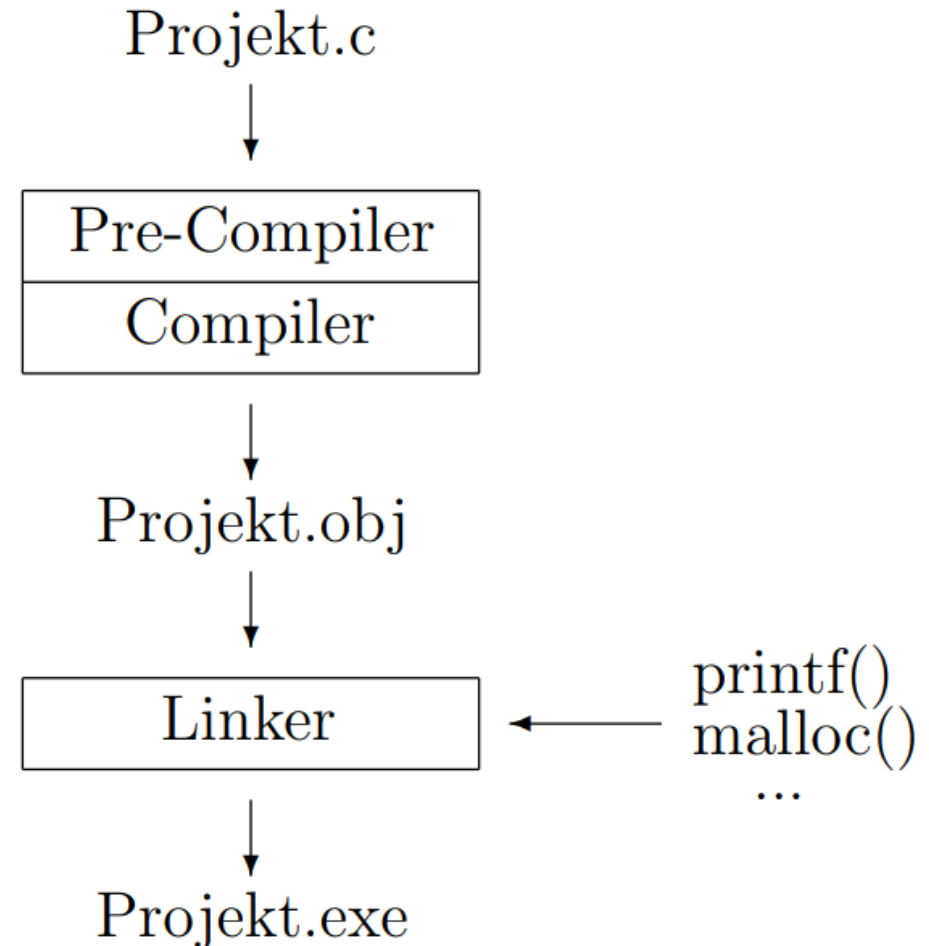 Projekt.c
Pre-Compiler
Compiler
Projekt.obj
Linker
printf()
malloc()
...
Projekt.exe